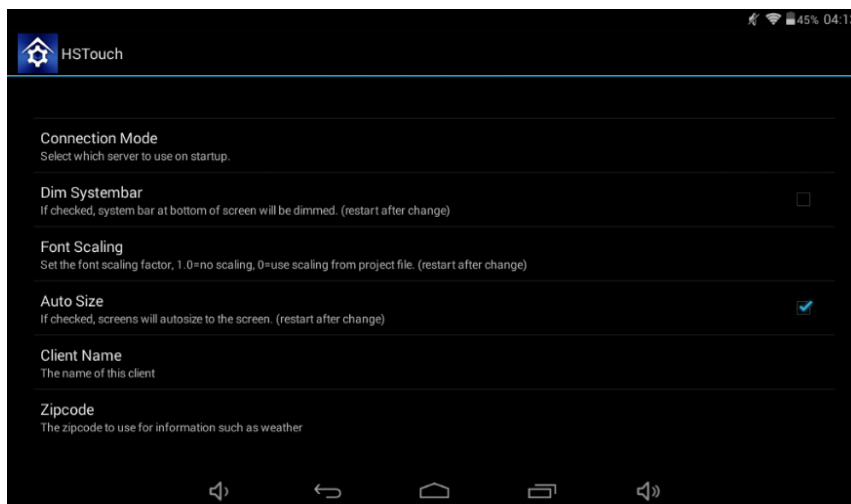 45% 04:1
HSTouch
Connection Mode
Select which server to use on startup.
Dim Systembar
If checked, system bar at bottom of screen will be dimmed. (restart after change)
Font Scaling
Set the font scaling factor, 1.0=no scaling, 0=use scaling from project file. (restart after change)
Auto Size
If checked, screens will autosize to the screen. (restart after change)
Client Name
The name of this client
Zipcode
The zipcode to use for information such as weather